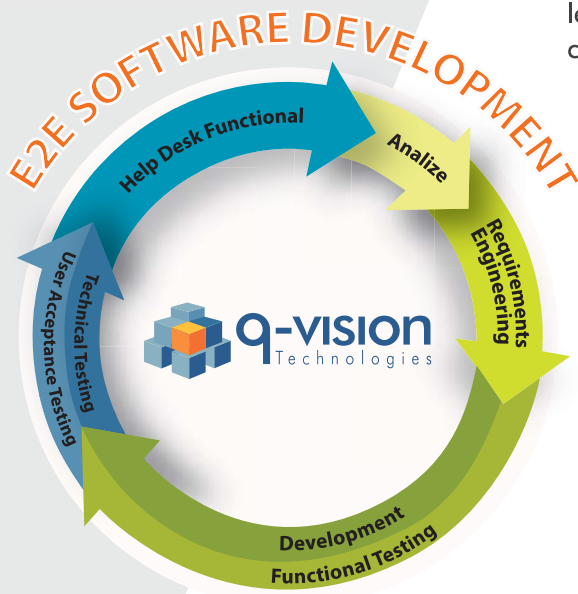 E2E SOFTWARE DEVELOPMENT
Help Desk Functional
Analize
Requirements
Engineering
Technical Testing
User Acceptance Testing
q-vision
Technologies
Development
Functional Testing